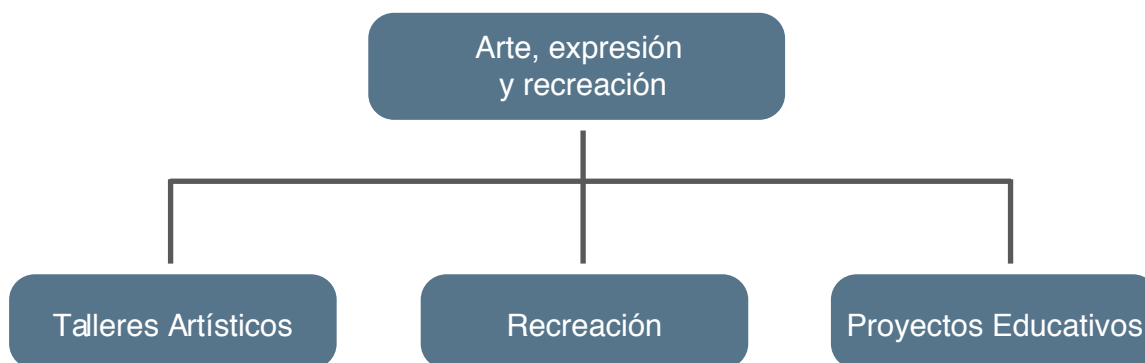 Arte, expresión
y recreación
Talleres Artísticos
Recreación
Proyectos Educativos